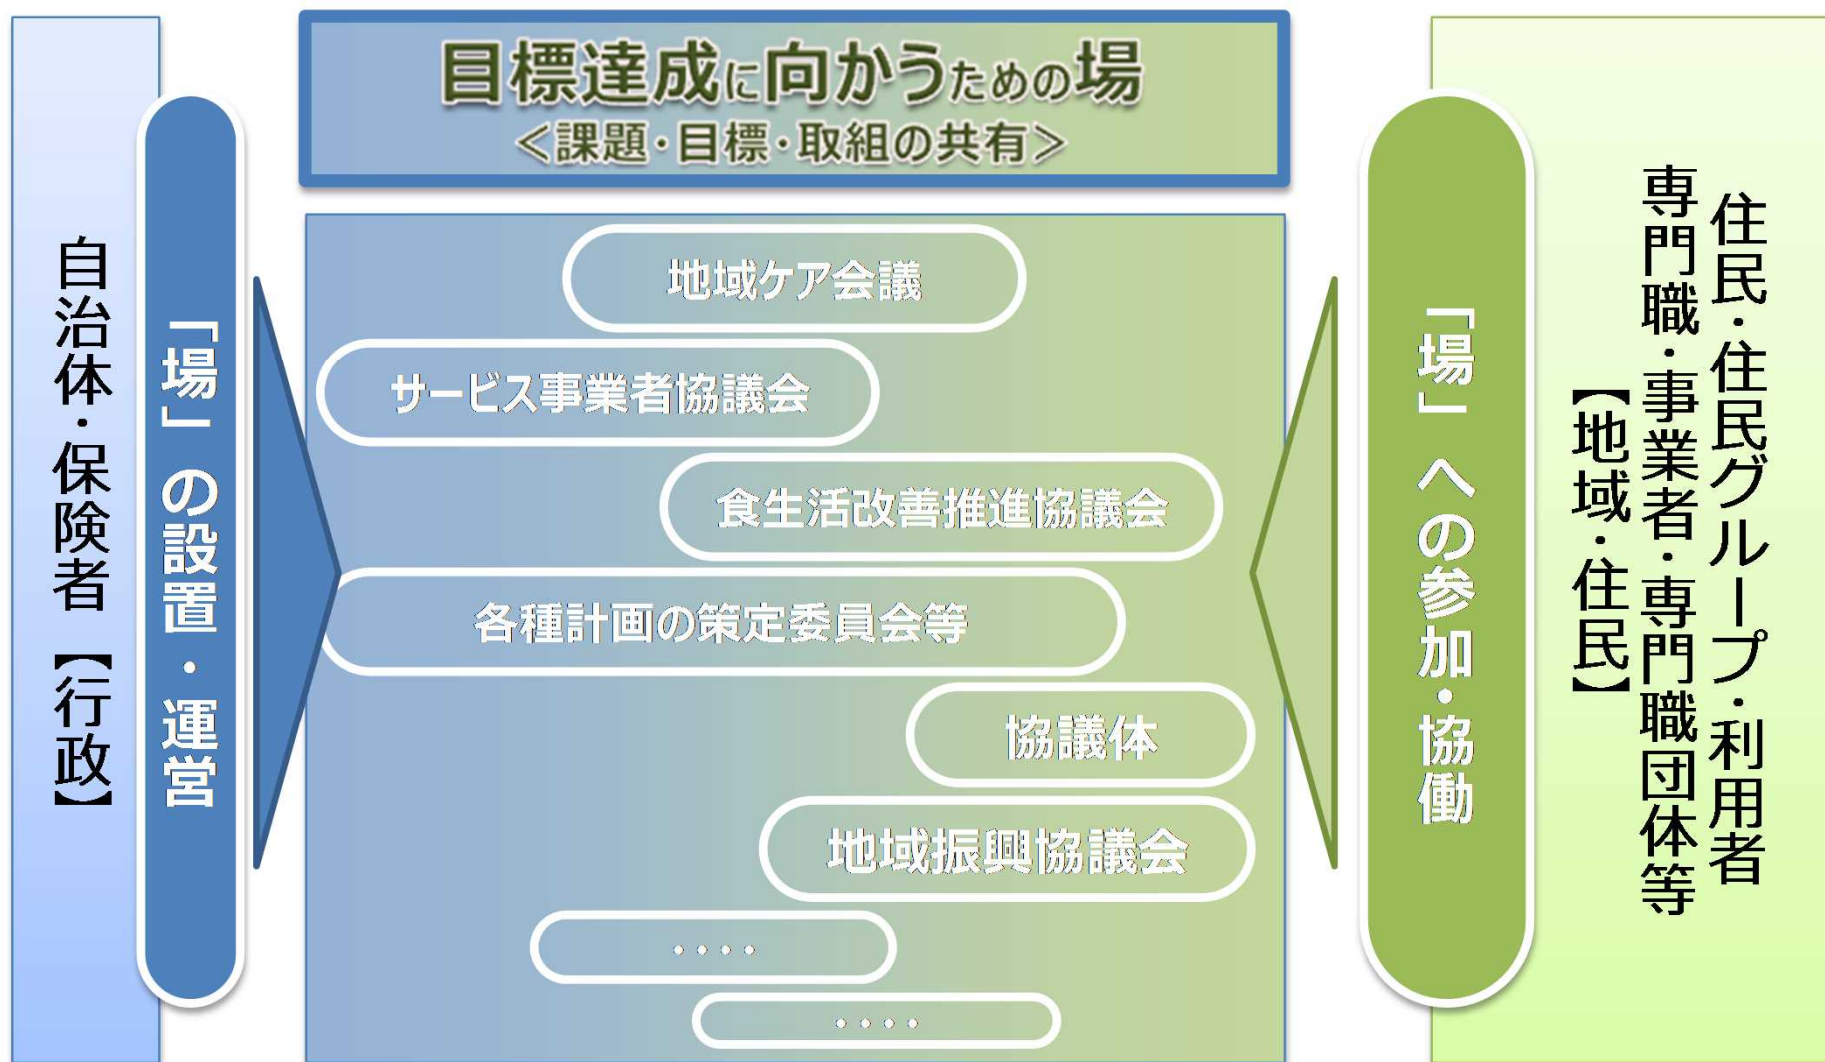 目標達成に向かうための場
＜課題・目標・取組の共有＞
自治体・保険者【行政】
「場」の設置・運営
地域ケア会議
サービス事業者協議会
食生活改善推進協議会
各種計画の策定委員会等
協議体
地域振興協議会
・・・・
・・・・
「場」への参加・協働
住民・住民グループ・利用者
専門職・事業者・専門職団体等
【地域・住民】